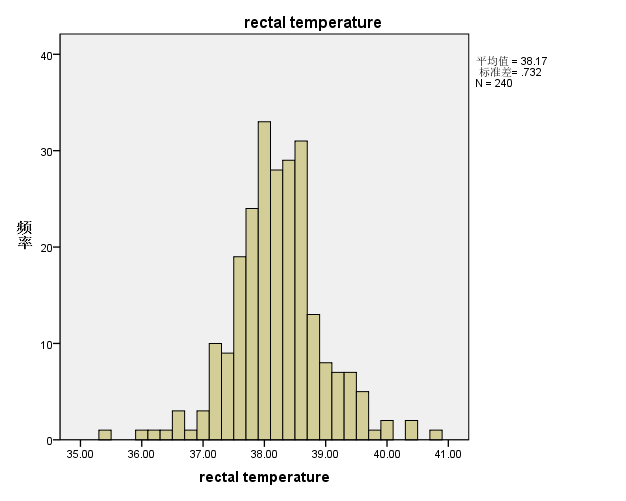 rectal temperature
平均值 = 38.17
标准差= .732
N = 240
40
30
20
10
0
频率
35.00 36.00 37.00 38.00 39.00 40.00 41.00
rectal temperature